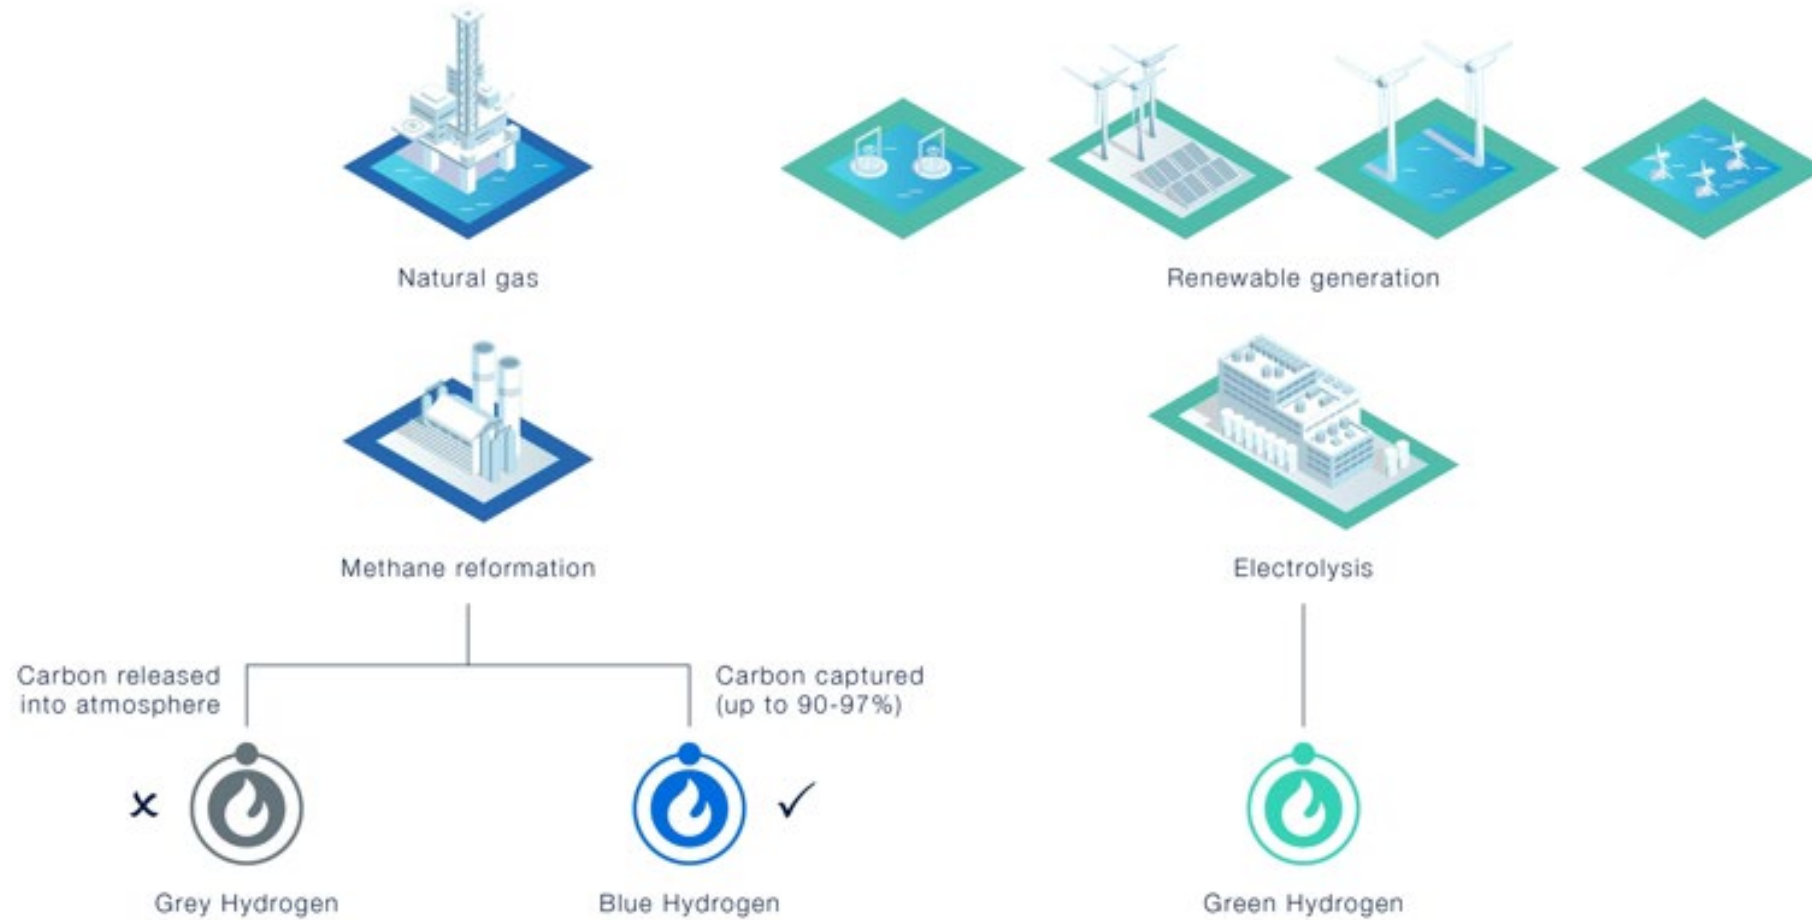 Natural gas
Renewable generation
Methane reformation
Electrolysis
Carbon released
into atmosphere
Carbon captured
(up to 90-97%)
Grey Hydrogen
Blue Hydrogen
Green Hydrogen